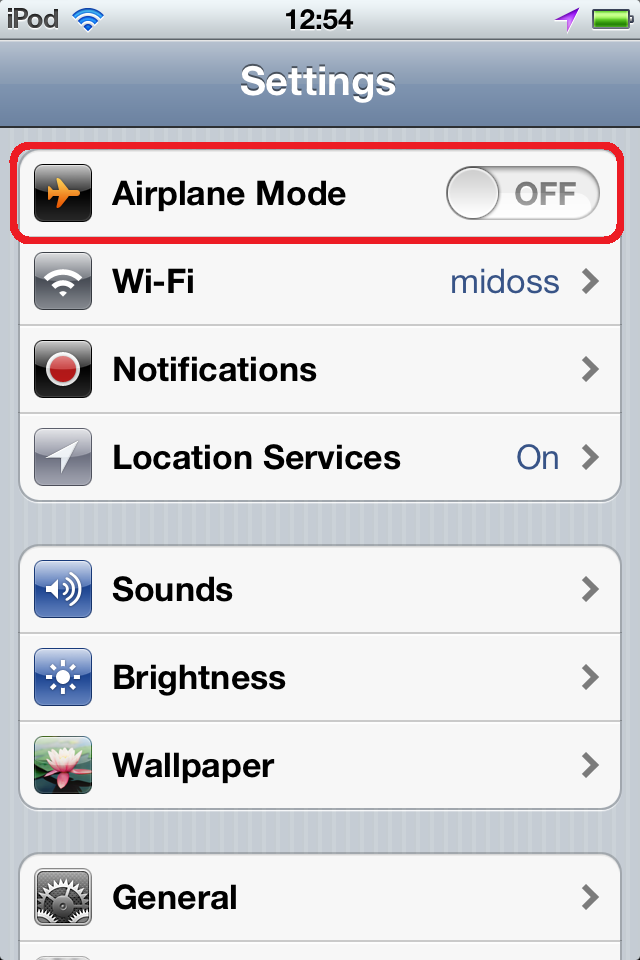 iPod 12:54
Settings
Airplane Mode OFF
Wi-Fi midoss
Notifications
Location Services On
Sounds
Brightness
Wallpaper
General